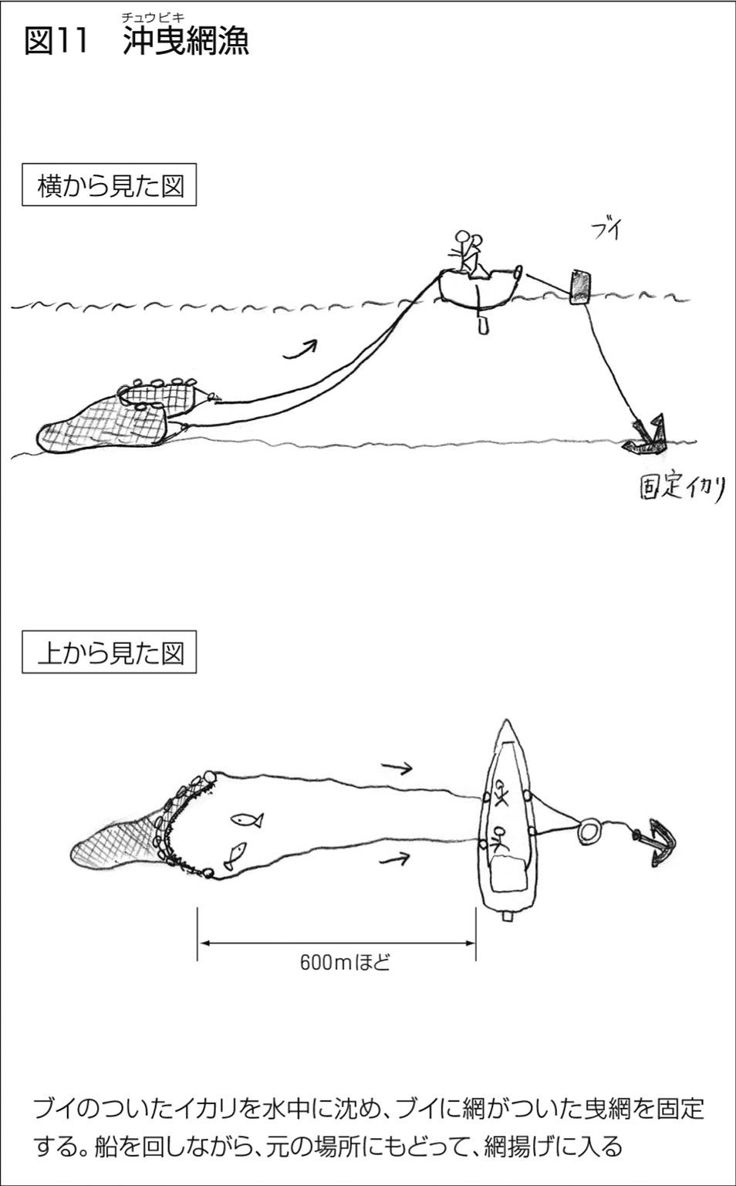 チュウビキ
図11 沖曳網漁
横から見た図
ブイ
固定イカリ
上から見た図
600mほど
ブイのついたイカリを水中に沈め、ブイに網がついた曳網を固定
する。船を回しながら、元の場所にもどって、網揚げに入る